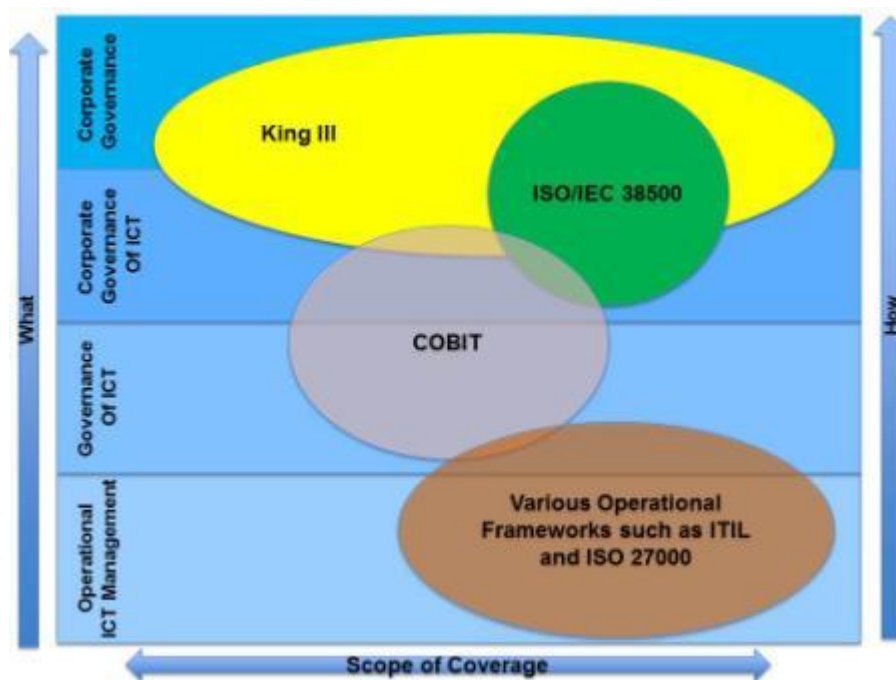 What
Corporate
Governance
Corporate
Governance
Of ICT
Governance
Of ICT
Operational
ICT Management
King III
ISO/IEC 38500
COBIT
Various Operational
Frameworks such as ITIL
and ISO 27000
How
Scope of Coverage